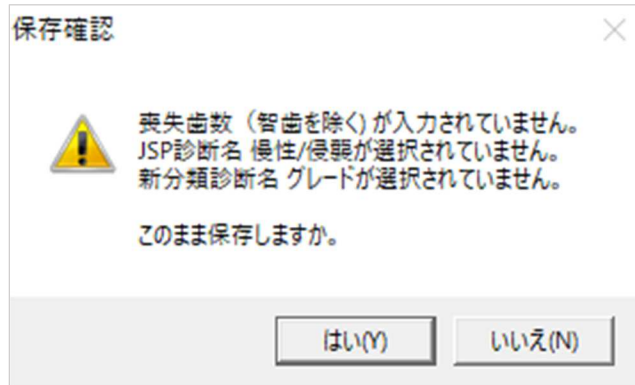 保存確認
喪失歯数（智歯を除く)が入力されていません。
JSP診断名 慢性/侵襲が選択されていません。
新分類診断名 グレードが選択されていません。
このまま保存しますか。
はい(Y)
いいえ(N)